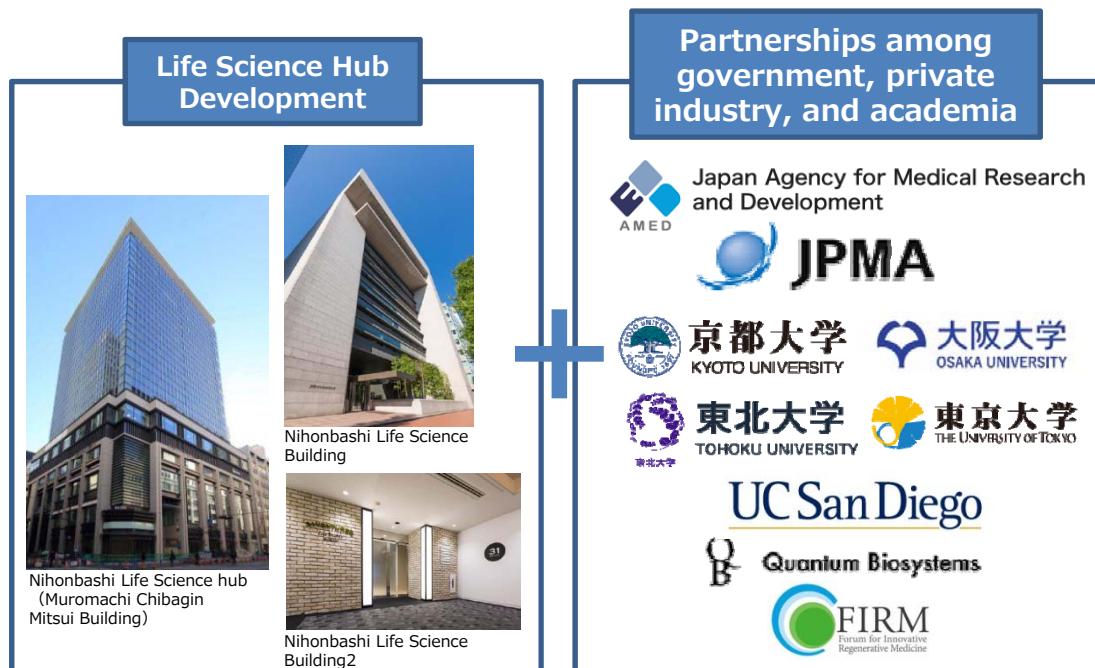 Life Science Hub
Development
Nihonbashi Life Science hub
（Muromachi Chibagin
Mitsui Building）
Nihonbashi Life Science
Building
31
Nihonbashi Life Science
Building2
Partnerships among
government, private
industry, and academia
AMED
Japan Agency for Medical Research
and Development
JPMA
京都大学
KYOTO UNIVERSITY
大阪大学
OSAKA UNIVERSITY
東北大学
東北大学
TOHOKU UNIVERSITY
東京大学
THE UNIVERSITY OF TOKYO
UC San Diego
QB
Quantum Biosystems
FIRM
Forum for Innovative
Regenerative Medicine